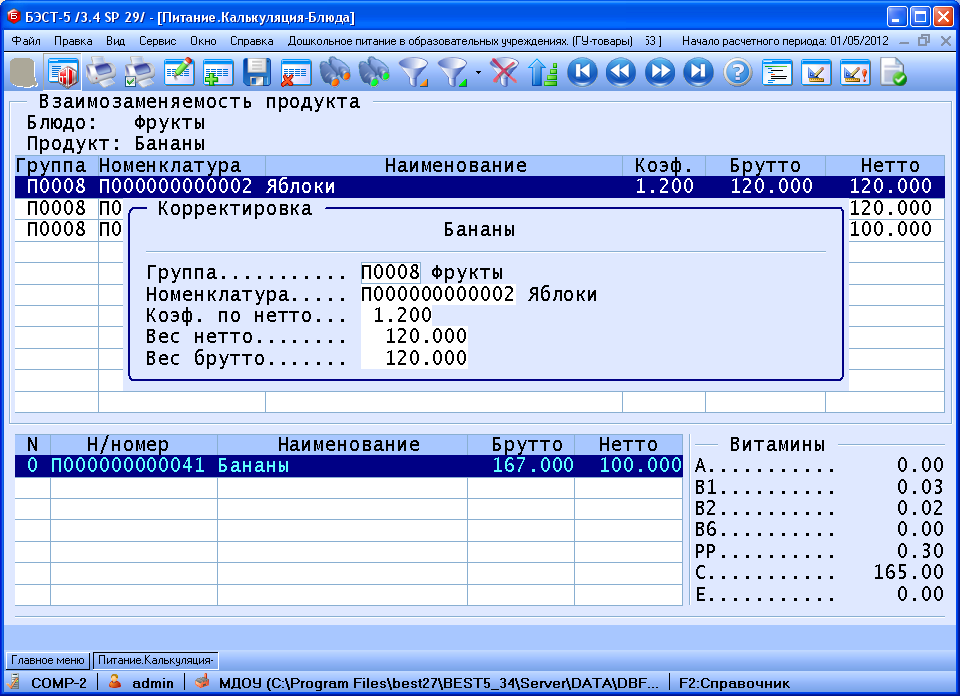 БЭСТ-5 /3.4 SP 29/ - [Питание.Калькуляция-Блюда]
Файл Правка Вид Сервис Окно Справка Дошкольное питание в образовательных учреждениях. (ГУ-товары) 53 ] Начало расчетного периода: 01/05/2012
Взаимозаменяемость продукта
Блюдо: Фрукты
Продукт: Бананы
Группа Номенклатура Наименование Коэф. Брутто Нетто
П0008 П000000000002 Яблоки 1.200 120.000 120.000
П0008 П0 120.000
П0008 П0 100.000
Корректировка
Бананы
Группа........... П0008 Фрукты
Номенклатура..... П000000000002 Яблоки
Коэф. по нетто... 1.200
Вес нетто........ 120.000
Вес брутто....... 120.000
N Н/номер Наименование Брутто Нетто
0 П000000000041 Бананы 167.000 100.000
Витамины
A........... 0.00
B1.......... 0.03
B2.......... 0.02
B6.......... 0.00
PP.......... 0.30
C........... 165.00
E........... 0.00
Главное меню Питание.Калькуляция-
COMP-2 admin МДОУ (C:\Program Files\best27\BEST5_34\Server\DATA\DBF... F2:Справочник